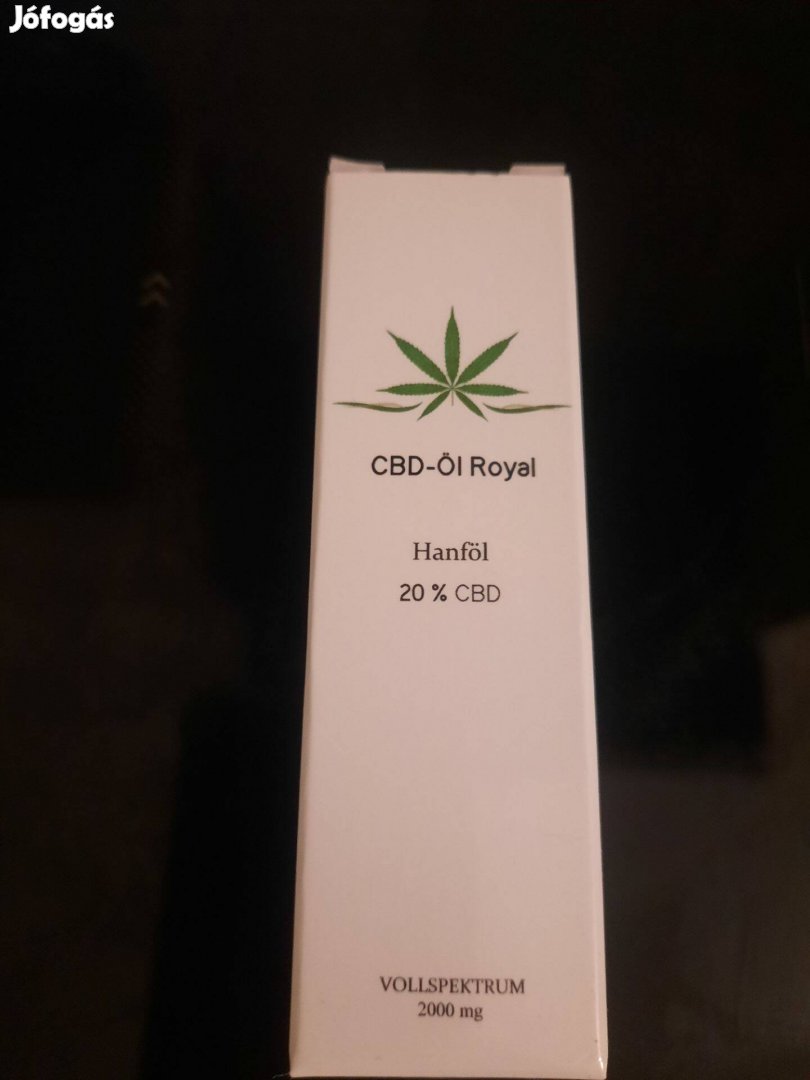 Jófogás
CBD-Öl Royal
Hanföl
20 % CBD
VOLLSPEKTRUM
2000 mg